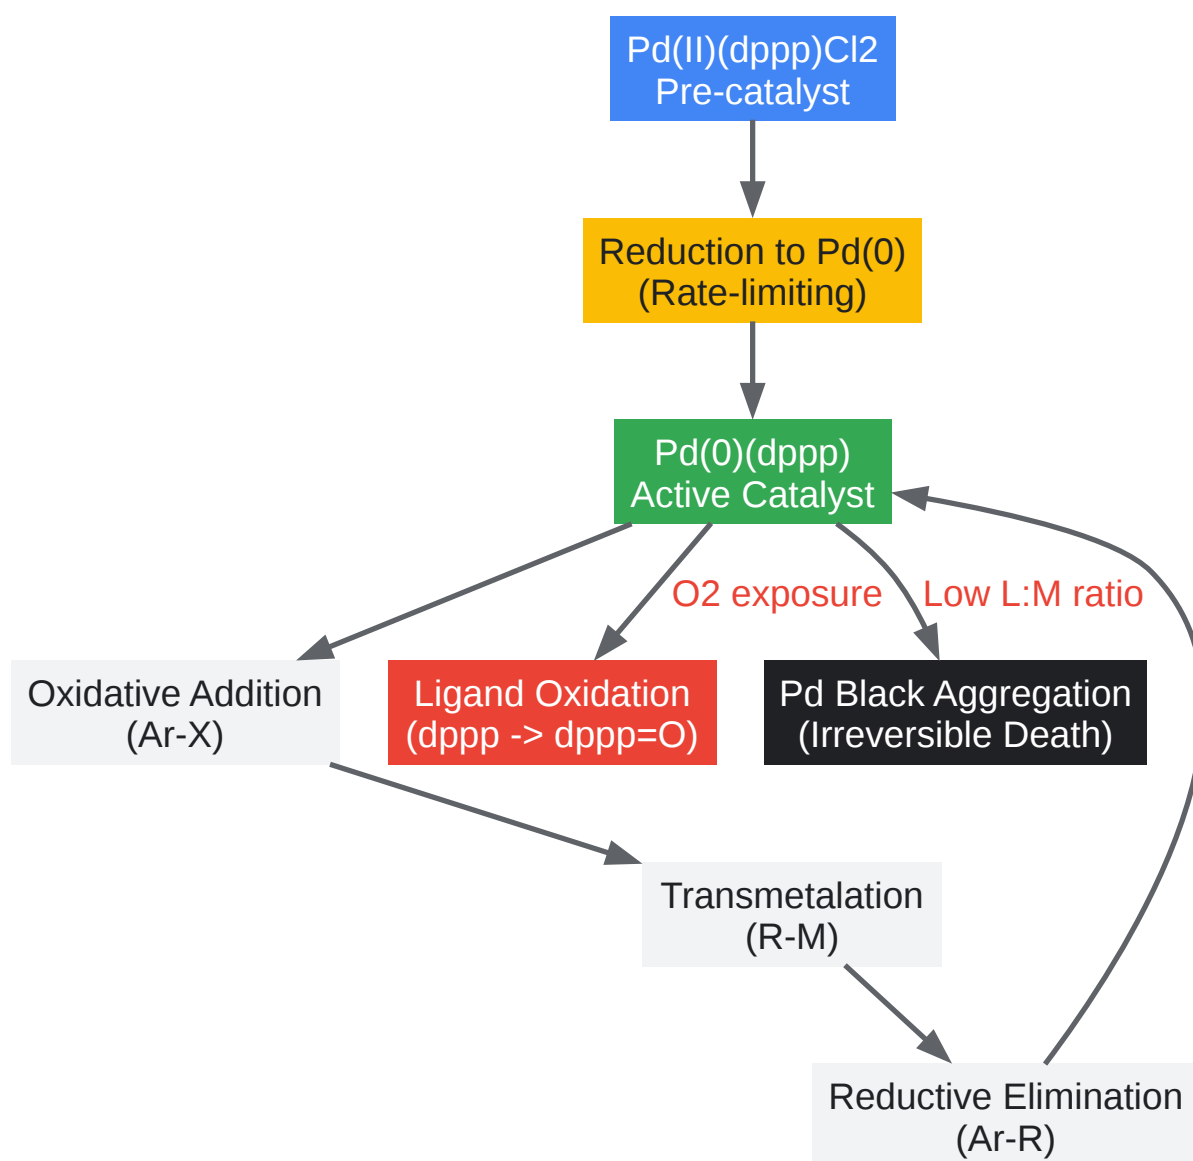 Pd(II)(dppp)Cl2
Pre-catalyst
Reduction to Pd(0)
(Rate-limiting)
Pd(0)(dppp)
Active Catalyst
O2 exposure
Low L:M ratio
Oxidative Addition
(Ar-X)
Ligand Oxidation
(dppp -> dppp=O)
Pd Black Aggregation
(Irreversible Death)
Transmetalation
(R-M)
Reductive Elimination
(Ar-R)